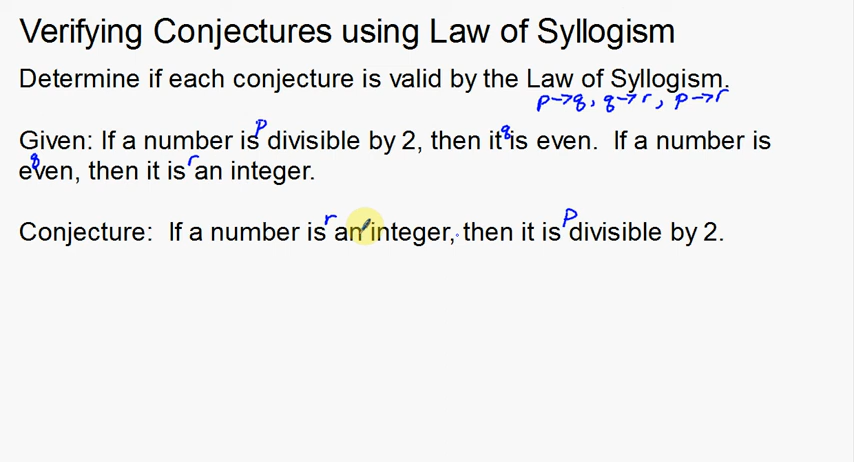 Verifying Conjectures using Law of Syllogism
Determine if each conjecture is valid by the Law of Syllogism.
p→q, q→r, p→r
p q
Given: If a number is divisible by 2, then it is even. If a number is
q r
even, then it is an integer.
r p
Conjecture: If a number is an integer, then it is divisible by 2.